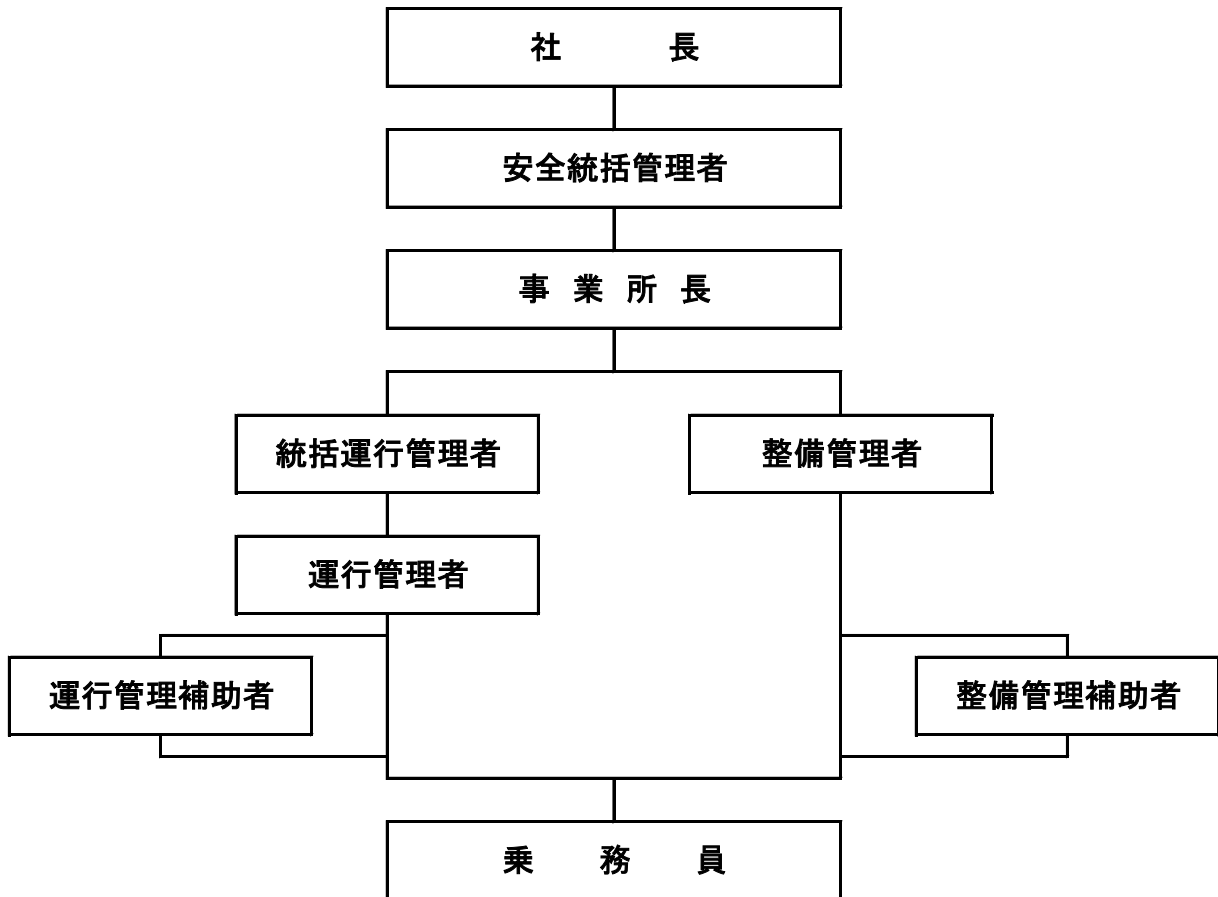 社長
安全統括管理者
事業所長
統括運行管理者
整備管理者
運行管理者
運行管理補助者
整備管理補助者
乗務員